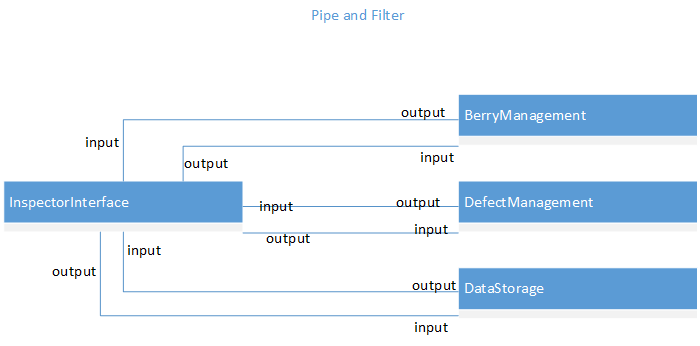 Pipe and Filter
output
BerryManagement
input
output
input
InspectorInterface
input
output
DefectManagement
output
input
input
output
output
DataStorage
input